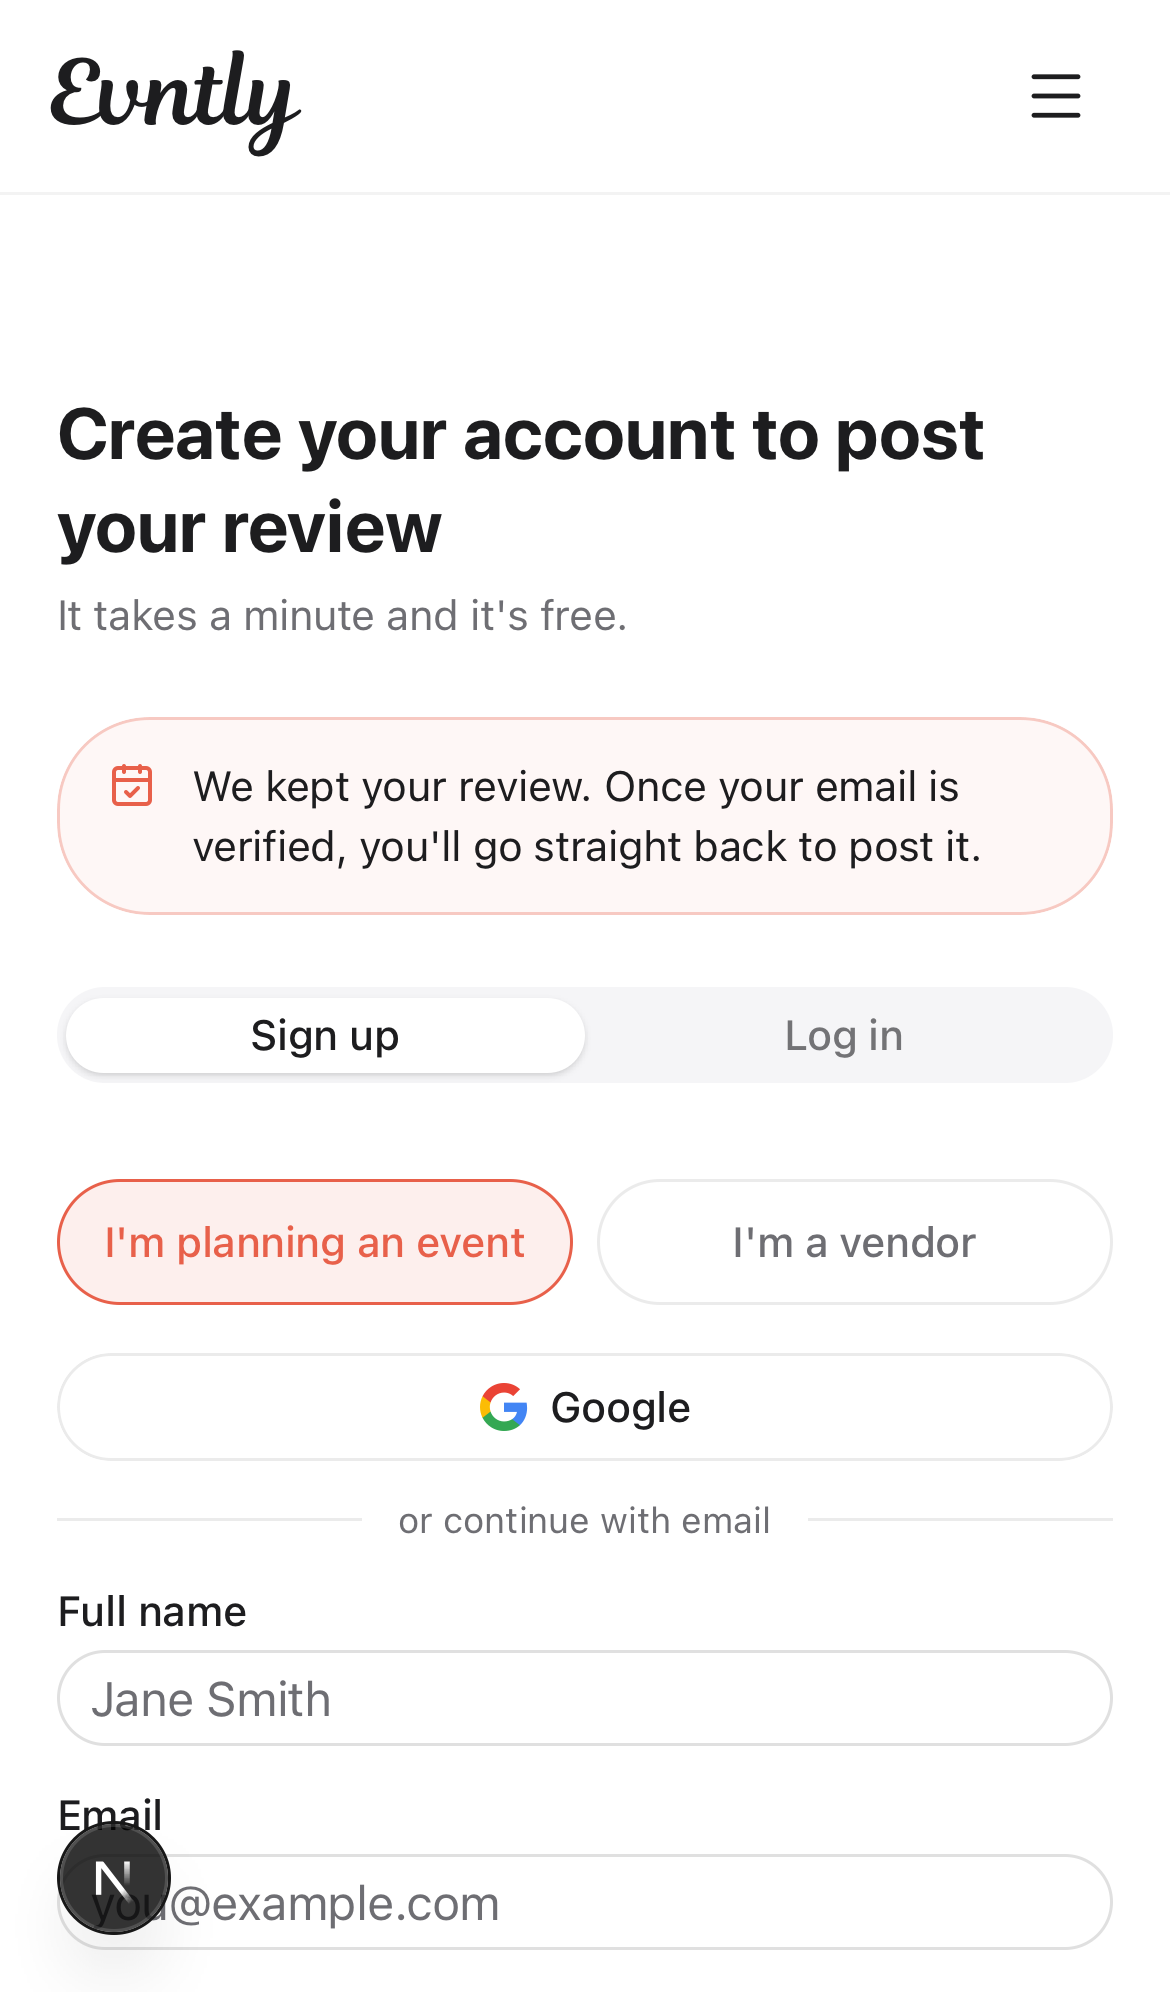 Evntly
Create your account to post
your review
It takes a minute and it's free.
We kept your review. Once your email is
verified, you'll go straight back to post it.
Sign up
Log in
I'm planning an event
I'm a vendor
Google
or continue with email
Full name
Jane Smith
Email
N
you@example.com